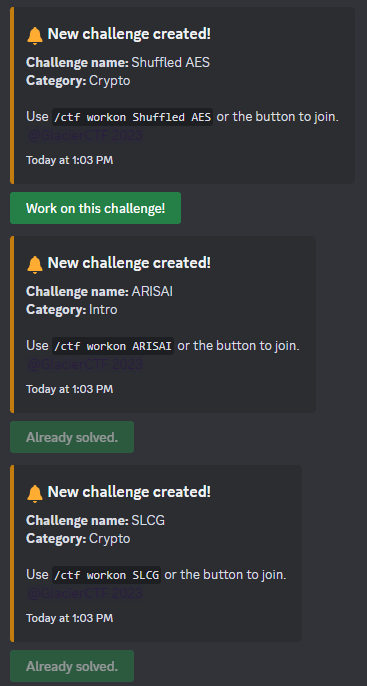 New challenge created!
Challenge name: Shuffled AES
Category: Crypto
Use /ctf workon Shuffled AES or the button to join.
@GlacierCTF2023
Today at 1:03 PM
Work on this challenge!
New challenge created!
Challenge name: ARISAI
Category: Intro
Use /ctf workon ARISAI or the button to join.
@GlacierCTF2023
Today at 1:03 PM
Already solved.
New challenge created!
Challenge name: SLCG
Category: Crypto
Use /ctf workon SLCG or the button to join.
@GlacierCTF2023
Today at 1:03 PM
Already solved.